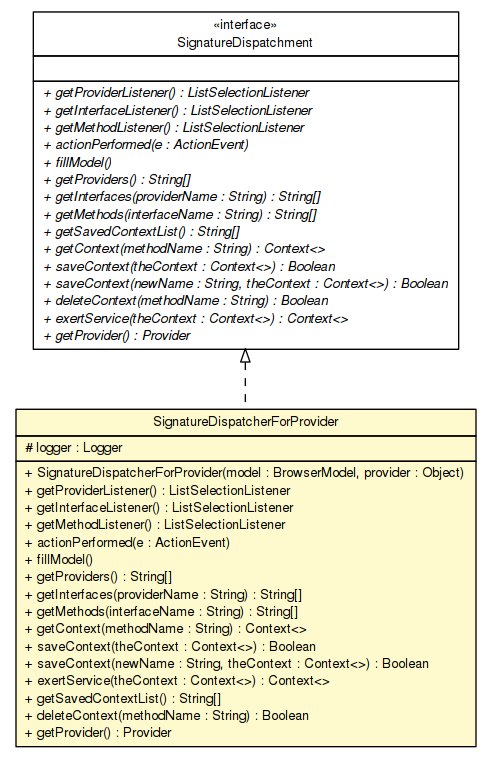 «interface»
SignatureDispatchment
+ getProviderListener() : ListSelectionListener
+ getInterfaceListener() : ListSelectionListener
+ getMethodListener() : ListSelectionListener
+ actionPerformed(e : ActionEvent)
+ fillModel()
+ getProviders() : String[]
+ getInterfaces(providerName : String) : String[]
+ getMethods(interfaceName : String) : String[]
+ getSavedContextList() : String[]
+ getContext(methodName : String) : Context<>
+ saveContext(theContext : Context<>) : Boolean
+ saveContext(newName : String, theContext : Context<>) : Boolean
+ deleteContext(methodName : String) : Boolean
+ exertService(theContext : Context<>) : Context<>
+ getProvider() : Provider
SignatureDispatcherForProvider
# logger : Logger
+ SignatureDispatcherForProvider(model : BrowserModel, provider : Object)
+ getProviderListener() : ListSelectionListener
+ getInterfaceListener() : ListSelectionListener
+ getMethodListener() : ListSelectionListener
+ actionPerformed(e : ActionEvent)
+ fillModel()
+ getProviders() : String[]
+ getInterfaces(providerName : String) : String[]
+ getMethods(interfaceName : String) : String[]
+ getContext(methodName : String) : Context<>
+ saveContext(theContext : Context<>) : Boolean
+ saveContext(newName : String, theContext : Context<>) : Boolean
+ exertService(theContext : Context<>) : Context<>
+ getSavedContextList() : String[]
+ deleteContext(methodName : String) : Boolean
+ getProvider() : Provider